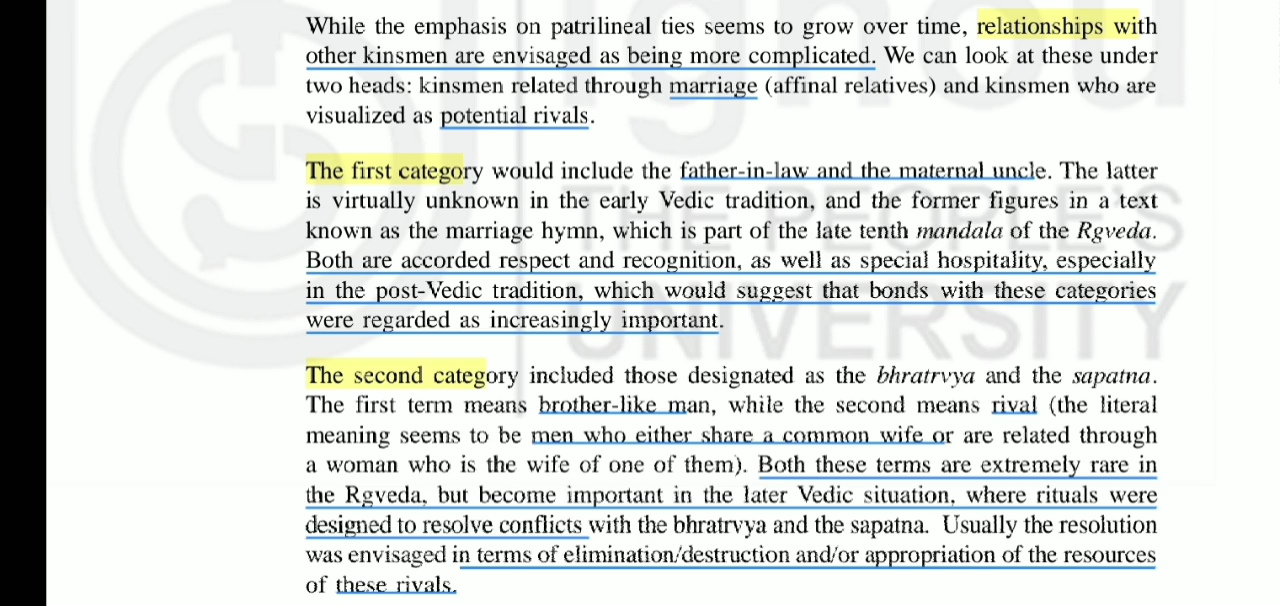 While the emphasis on patrilineal ties seems to grow over time, relationships with
other kinsmen are envisaged as being more complicated. We can look at these under
two heads: kinsmen related through marriage (affinal relatives) and kinsmen who are
visualized as potential rivals.
The first category would include the father-in-law and the maternal uncle. The latter
is virtually unknown in the early Vedic tradition, and the former figures in a text
known as the marriage hymn, which is part of the late tenth mandala of the Rgveda.
Both are accorded respect and recognition, as well as special hospitality, especially
in the post-Vedic tradition, which would suggest that bonds with these categories
were regarded as increasingly important.
The second category included those designated as the bhratrvya and the sapatna.
The first term means brother-like man, while the second means rival (the literal
meaning seems to be men who either share a common wife or are related through
a woman who is the wife of one of them). Both these terms are extremely rare in
the Rgveda, but become important in the later Vedic situation, where rituals were
designed to resolve conflicts with the bhratrvya and the sapatna. Usually the resolution
was envisaged in terms of elimination/destruction and/or appropriation of the resources
of these rivals.
ignou
THE PEOPLE'S
UNIVERSITY